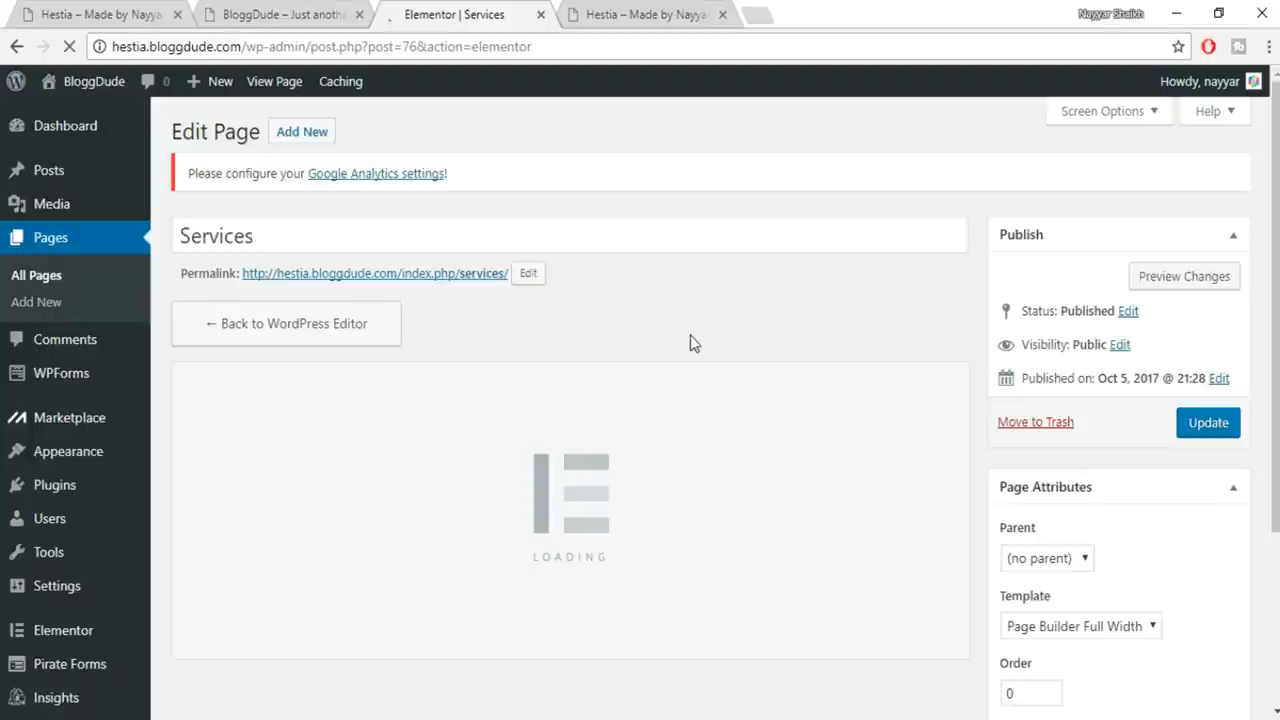 Hestia – Made by Nayya
BloggDude – Just anoth
Elementor | Services
Hestia – Made by Nayya
Nayyar Shaikh
hestia.bloggdude.com/wp-admin/post.php?post=76&action=elementor
BloggDude
0
New
View Page
Caching
Howdy, nayyar
Dashboard
Posts
Media
Pages
All Pages
Add New
Comments
WPForms
Marketplace
Appearance
Plugins
Users
Tools
Settings
Elementor
Pirate Forms
Insights
Screen Options
Help
Edit Page
Add New
Please configure your Google Analytics settings!
Services
Permalink: http://hestia.bloggdude.com/index.php/services/ Edit
← Back to WordPress Editor
LOADING
Publish
Preview Changes
Status: Published Edit
Visibility: Public Edit
Published on: Oct 5, 2017 @ 21:28 Edit
Move to Trash
Update
Page Attributes
Parent
(no parent)
Template
Page Builder Full Width
Order
0